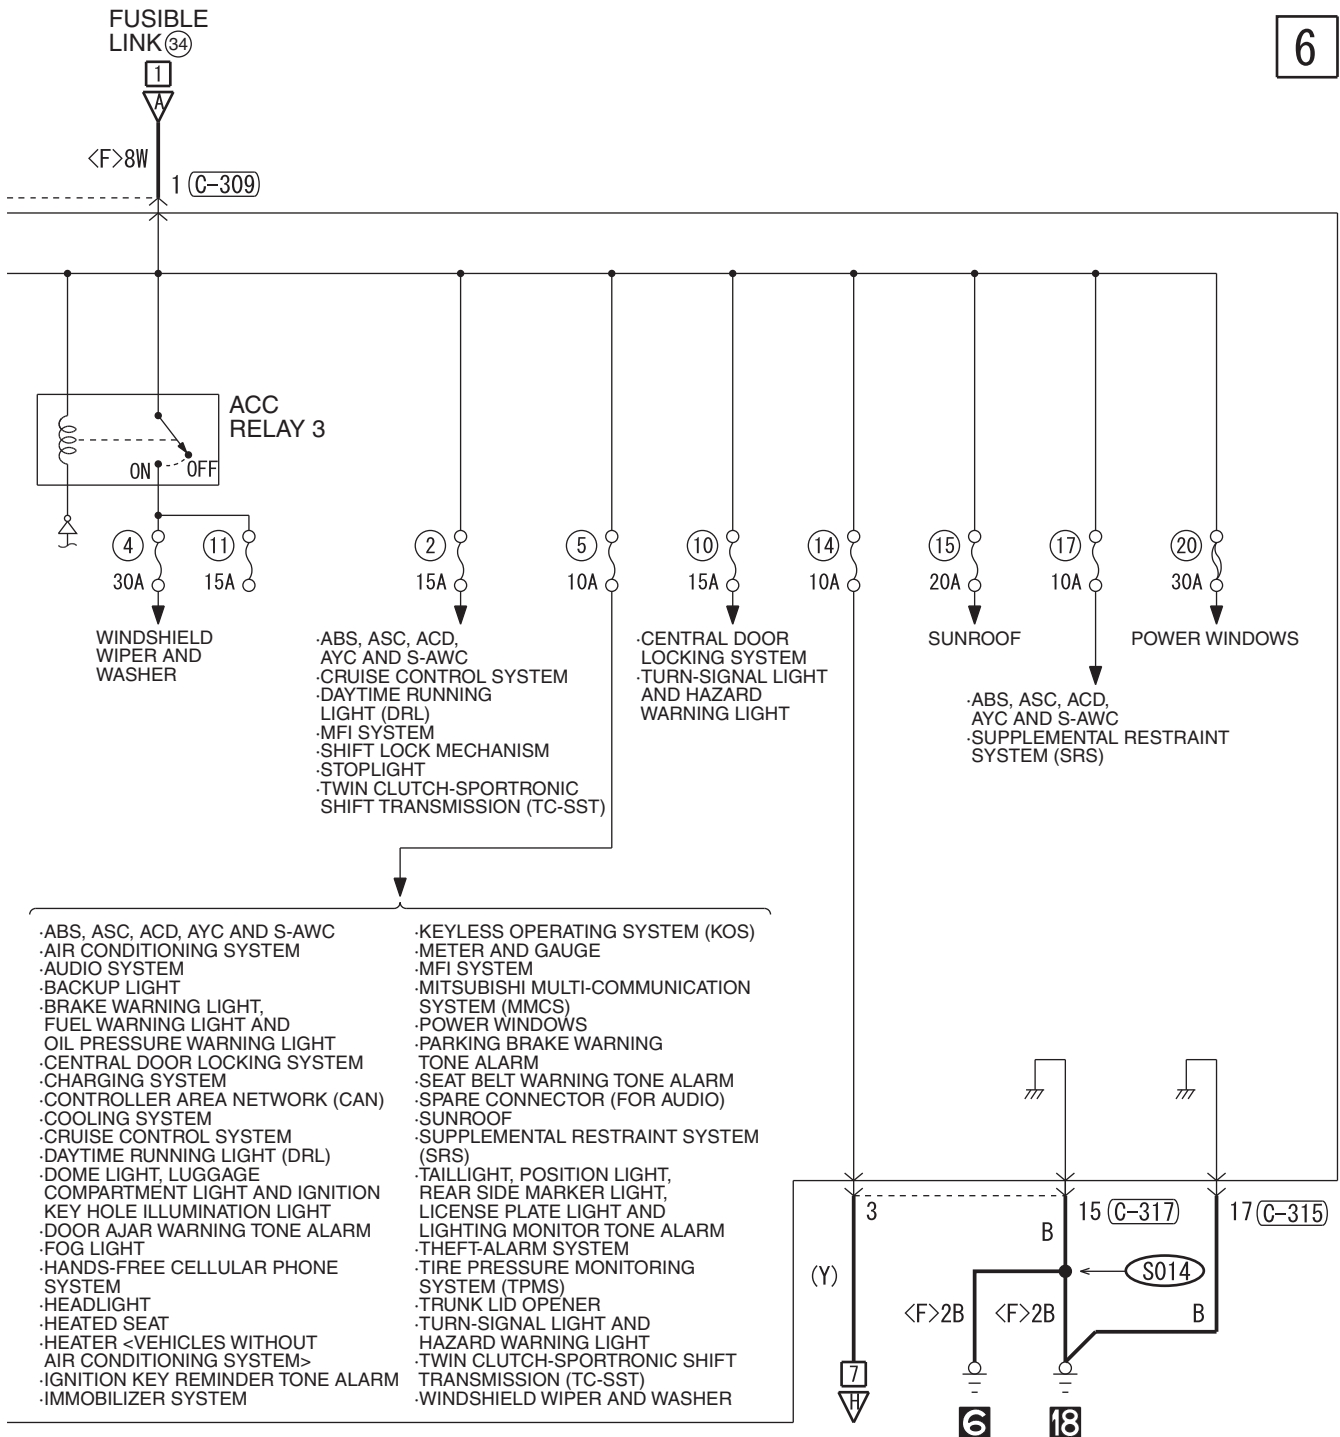 FUSIBLE
LINK 34
6
1
A
<F>8W
1 C-309
ACC
RELAY 3
ON OFF
4 11 2 5 10 14 15 17 20
30A 15A 15A 10A 15A 10A 20A 10A 30A
WINDSHIELD
WIPER AND
WASHER
·ABS, ASC, ACD,
AYC AND S-AWC
·CRUISE CONTROL SYSTEM
·DAYTIME RUNNING
LIGHT (DRL)
·MFI SYSTEM
·SHIFT LOCK MECHANISM
·STOPLIGHT
·TWIN CLUTCH-SPORTRONIC
SHIFT TRANSMISSION (TC-SST)
·CENTRAL DOOR
LOCKING SYSTEM
·TURN-SIGNAL LIGHT
AND HAZARD
WARNING LIGHT
SUNROOF
·ABS, ASC, ACD,
AYC AND S-AWC
·SUPPLEMENTAL RESTRAINT
SYSTEM (SRS)
POWER WINDOWS
·ABS, ASC, ACD, AYC AND S-AWC
·AIR CONDITIONING SYSTEM
·AUDIO SYSTEM
·BACKUP LIGHT
·BRAKE WARNING LIGHT,
FUEL WARNING LIGHT AND
OIL PRESSURE WARNING LIGHT
·CENTRAL DOOR LOCKING SYSTEM
·CHARGING SYSTEM
·CONTROLLER AREA NETWORK (CAN)
·COOLING SYSTEM
·CRUISE CONTROL SYSTEM
·DAYTIME RUNNING LIGHT (DRL)
·DOME LIGHT, LUGGAGE
COMPARTMENT LIGHT AND IGNITION
KEY HOLE ILLUMINATION LIGHT
·DOOR AJAR WARNING TONE ALARM
·FOG LIGHT
·HANDS-FREE CELLULAR PHONE
SYSTEM
·HEADLIGHT
·HEATED SEAT
·HEATER <VEHICLES WITHOUT
AIR CONDITIONING SYSTEM>
·IGNITION KEY REMINDER TONE ALARM
·IMMOBILIZER SYSTEM
·KEYLESS OPERATING SYSTEM (KOS)
·METER AND GAUGE
·MFI SYSTEM
·MITSUBISHI MULTI-COMMUNICATION
SYSTEM (MMCS)
·POWER WINDOWS
·PARKING BRAKE WARNING
TONE ALARM
·SEAT BELT WARNING TONE ALARM
·SPARE CONNECTOR (FOR AUDIO)
·SUNROOF
·SUPPLEMENTAL RESTRAINT SYSTEM
(SRS)
·TAILLIGHT, POSITION LIGHT,
REAR SIDE MARKER LIGHT,
LICENSE PLATE LIGHT AND
LIGHTING MONITOR TONE ALARM
·THEFT-ALARM SYSTEM
·TIRE PRESSURE MONITORING
SYSTEM (TPMS)
·TRUNK LID OPENER
·TURN-SIGNAL LIGHT AND
HAZARD WARNING LIGHT
·TWIN CLUTCH-SPORTRONIC SHIFT
TRANSMISSION (TC-SST)
·WINDSHIELD WIPER AND WASHER
3 15 C-317 17 C-315
B
(Y) S014
<F>2B <F>2B B
7
H
6 18